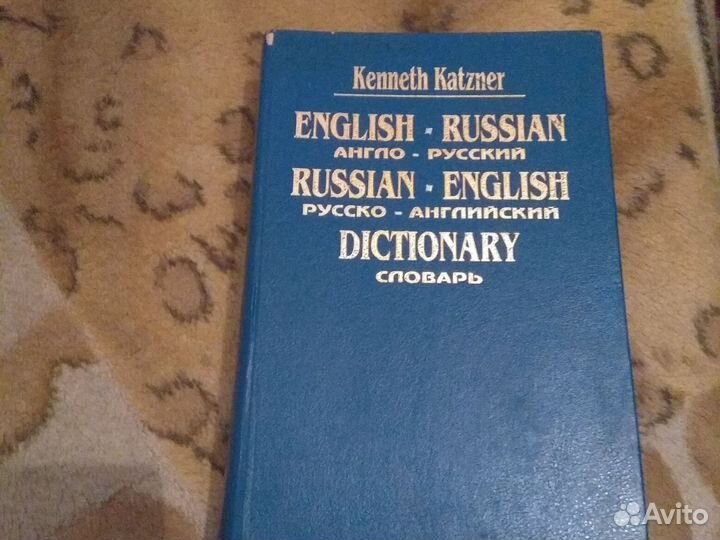 Kenneth Katzner
ENGLISH - RUSSIAN
АНГЛО - РУССКИЙ
RUSSIAN - ENGLISH
РУССКО - АНГЛИЙСКИЙ
DICTIONARY
СЛОВАРЬ
Avito